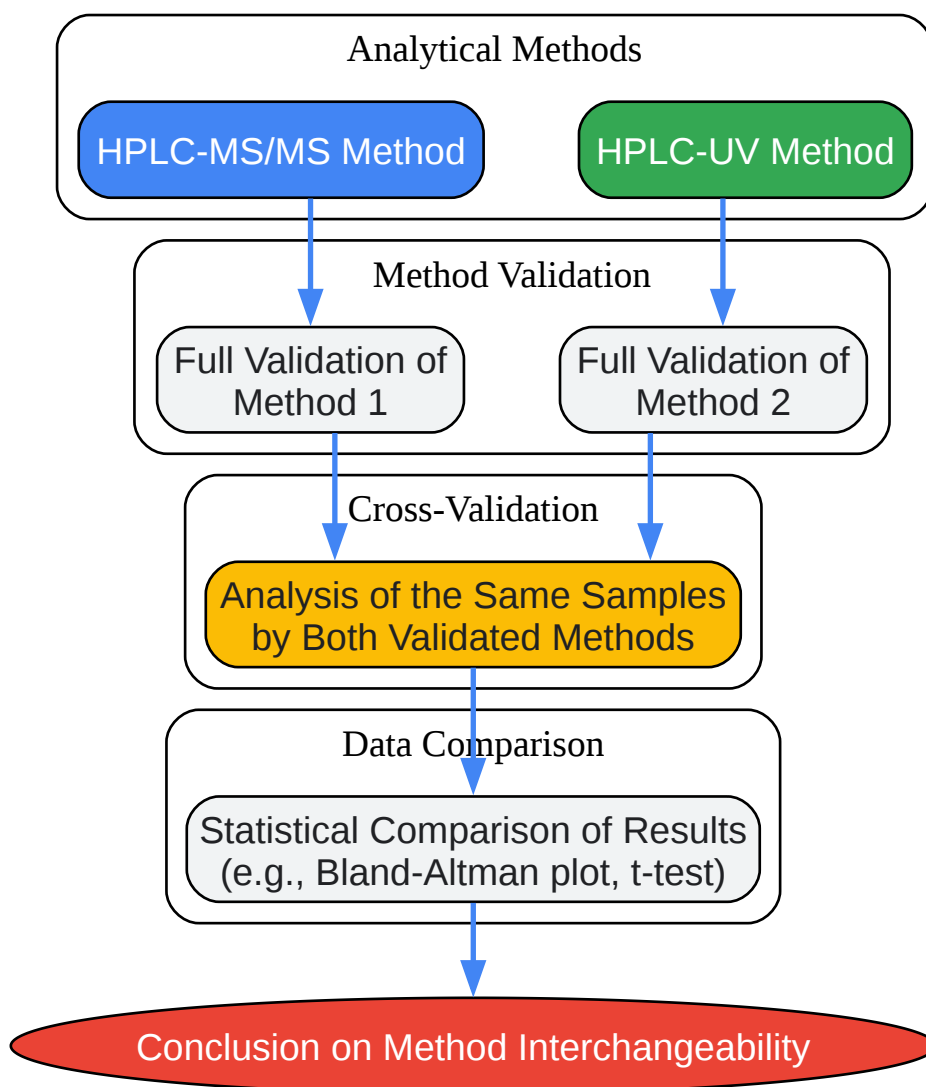 Analytical Methods
HPLC-MS/MS Method
HPLC-UV Method
Method Validation
Full Validation of
Method 1
Full Validation of
Method 2
Cross-Validation
Analysis of the Same Samples
by Both Validated Methods
Data Comparison
Statistical Comparison of Results
(e.g., Bland-Altman plot, t-test)
Conclusion on Method Interchangeability